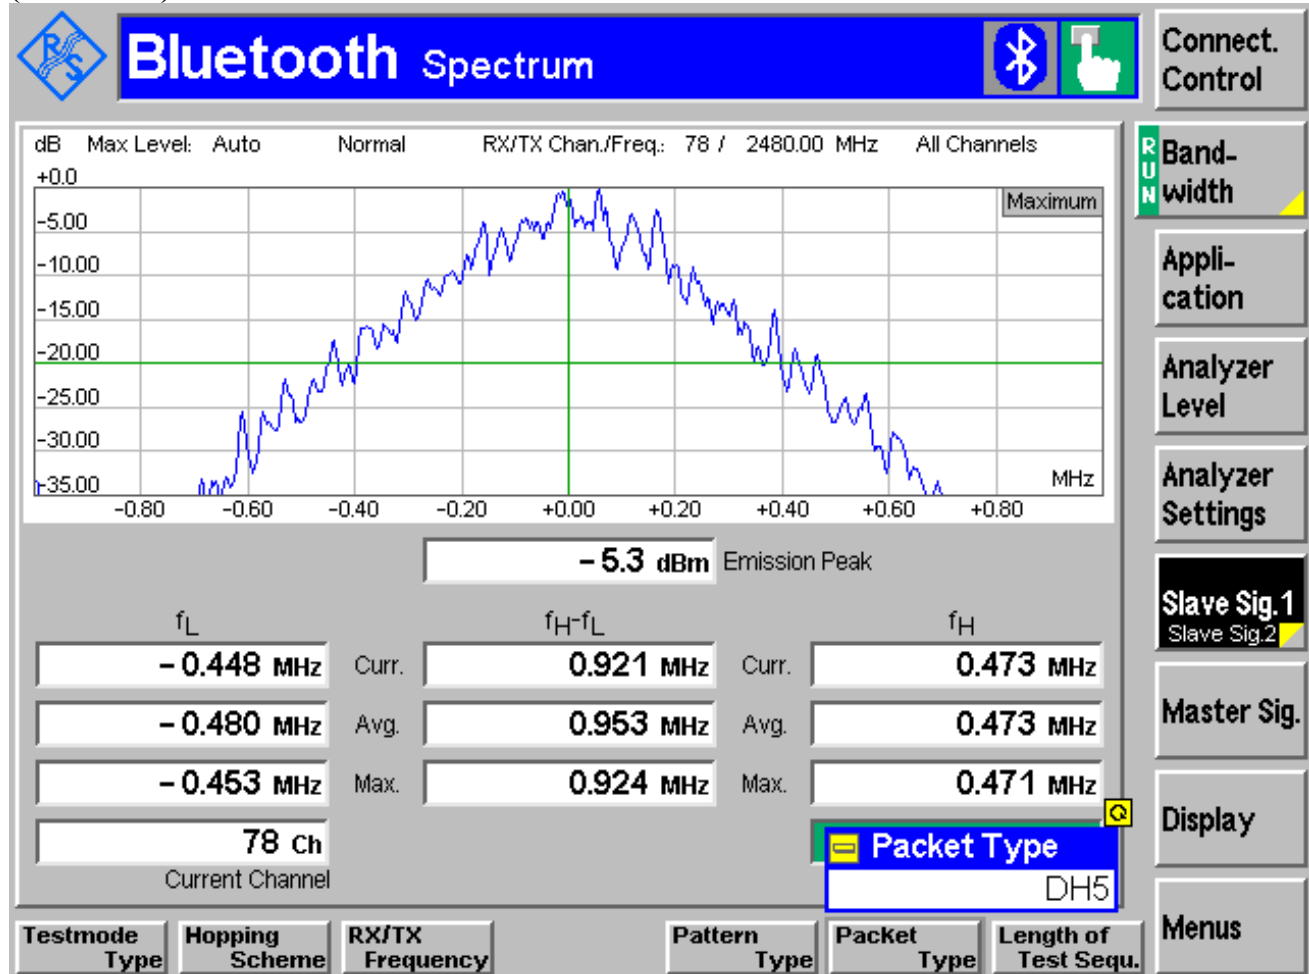 R
S
Bluetooth Spectrum
Connect.
Control
dB Max Level: Auto Normal RX/TX Chan./Freq.: 78 / 2480.00 MHz All Channels
+0.0
Maximum
-5.00
-10.00
-15.00
-20.00
-25.00
-30.00
-35.00
MHz
-0.80 -0.60 -0.40 -0.20 +0.00 +0.20 +0.40 +0.60 +0.80
RUN
Band-
width
Appli-
cation
Analyzer
Level
Analyzer
Settings
Slave Sig.1
Slave Sig.2
Master Sig.
Display
Menus
-5.3 dBm Emission Peak
fL fH-fL fH
-0.448 MHz Curr. 0.921 MHz Curr. 0.473 MHz
-0.480 MHz Avg. 0.953 MHz Avg. 0.473 MHz
-0.453 MHz Max. 0.924 MHz Max. 0.471 MHz
78 Ch
Current Channel
Packet Type
DH5
Testmode
Type
Hopping
Scheme
RX/TX
Frequency
Pattern
Type
Packet
Type
Length of
Test Sequ.